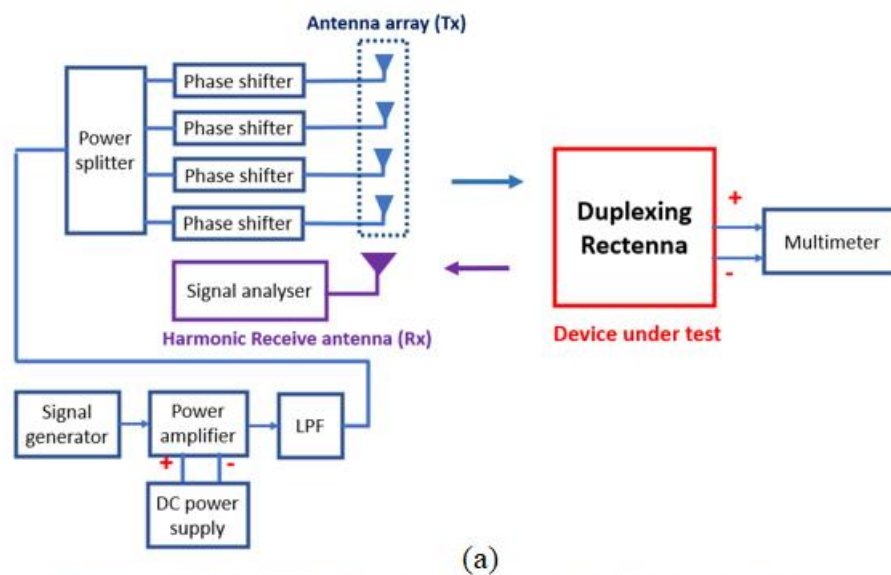 Antenna array (Tx)
Power
splitter
Phase shifter
Phase shifter
Phase shifter
Phase shifter
Signal analyser
Harmonic Receive antenna (Rx)
Duplexing
Rectenna
+
-
Multimeter
Device under test
Signal
generator
Power
amplifier
LPF
+
-
DC power
supply
(a)